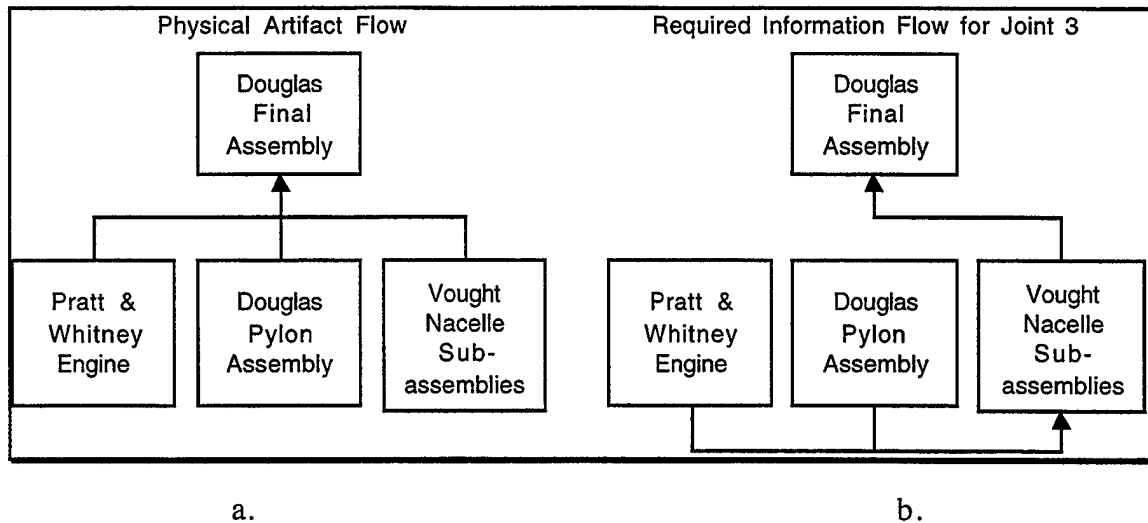 Physical Artifact Flow
Douglas
Final
Assembly
Pratt &
Whitney
Engine
Douglas
Pylon
Assembly
Vought
Nacelle
Sub-
assemblies
a.
Required Information Flow for Joint 3
Douglas
Final
Assembly
Pratt &
Whitney
Engine
Douglas
Pylon
Assembly
Vought
Nacelle
Sub-
assemblies
b.